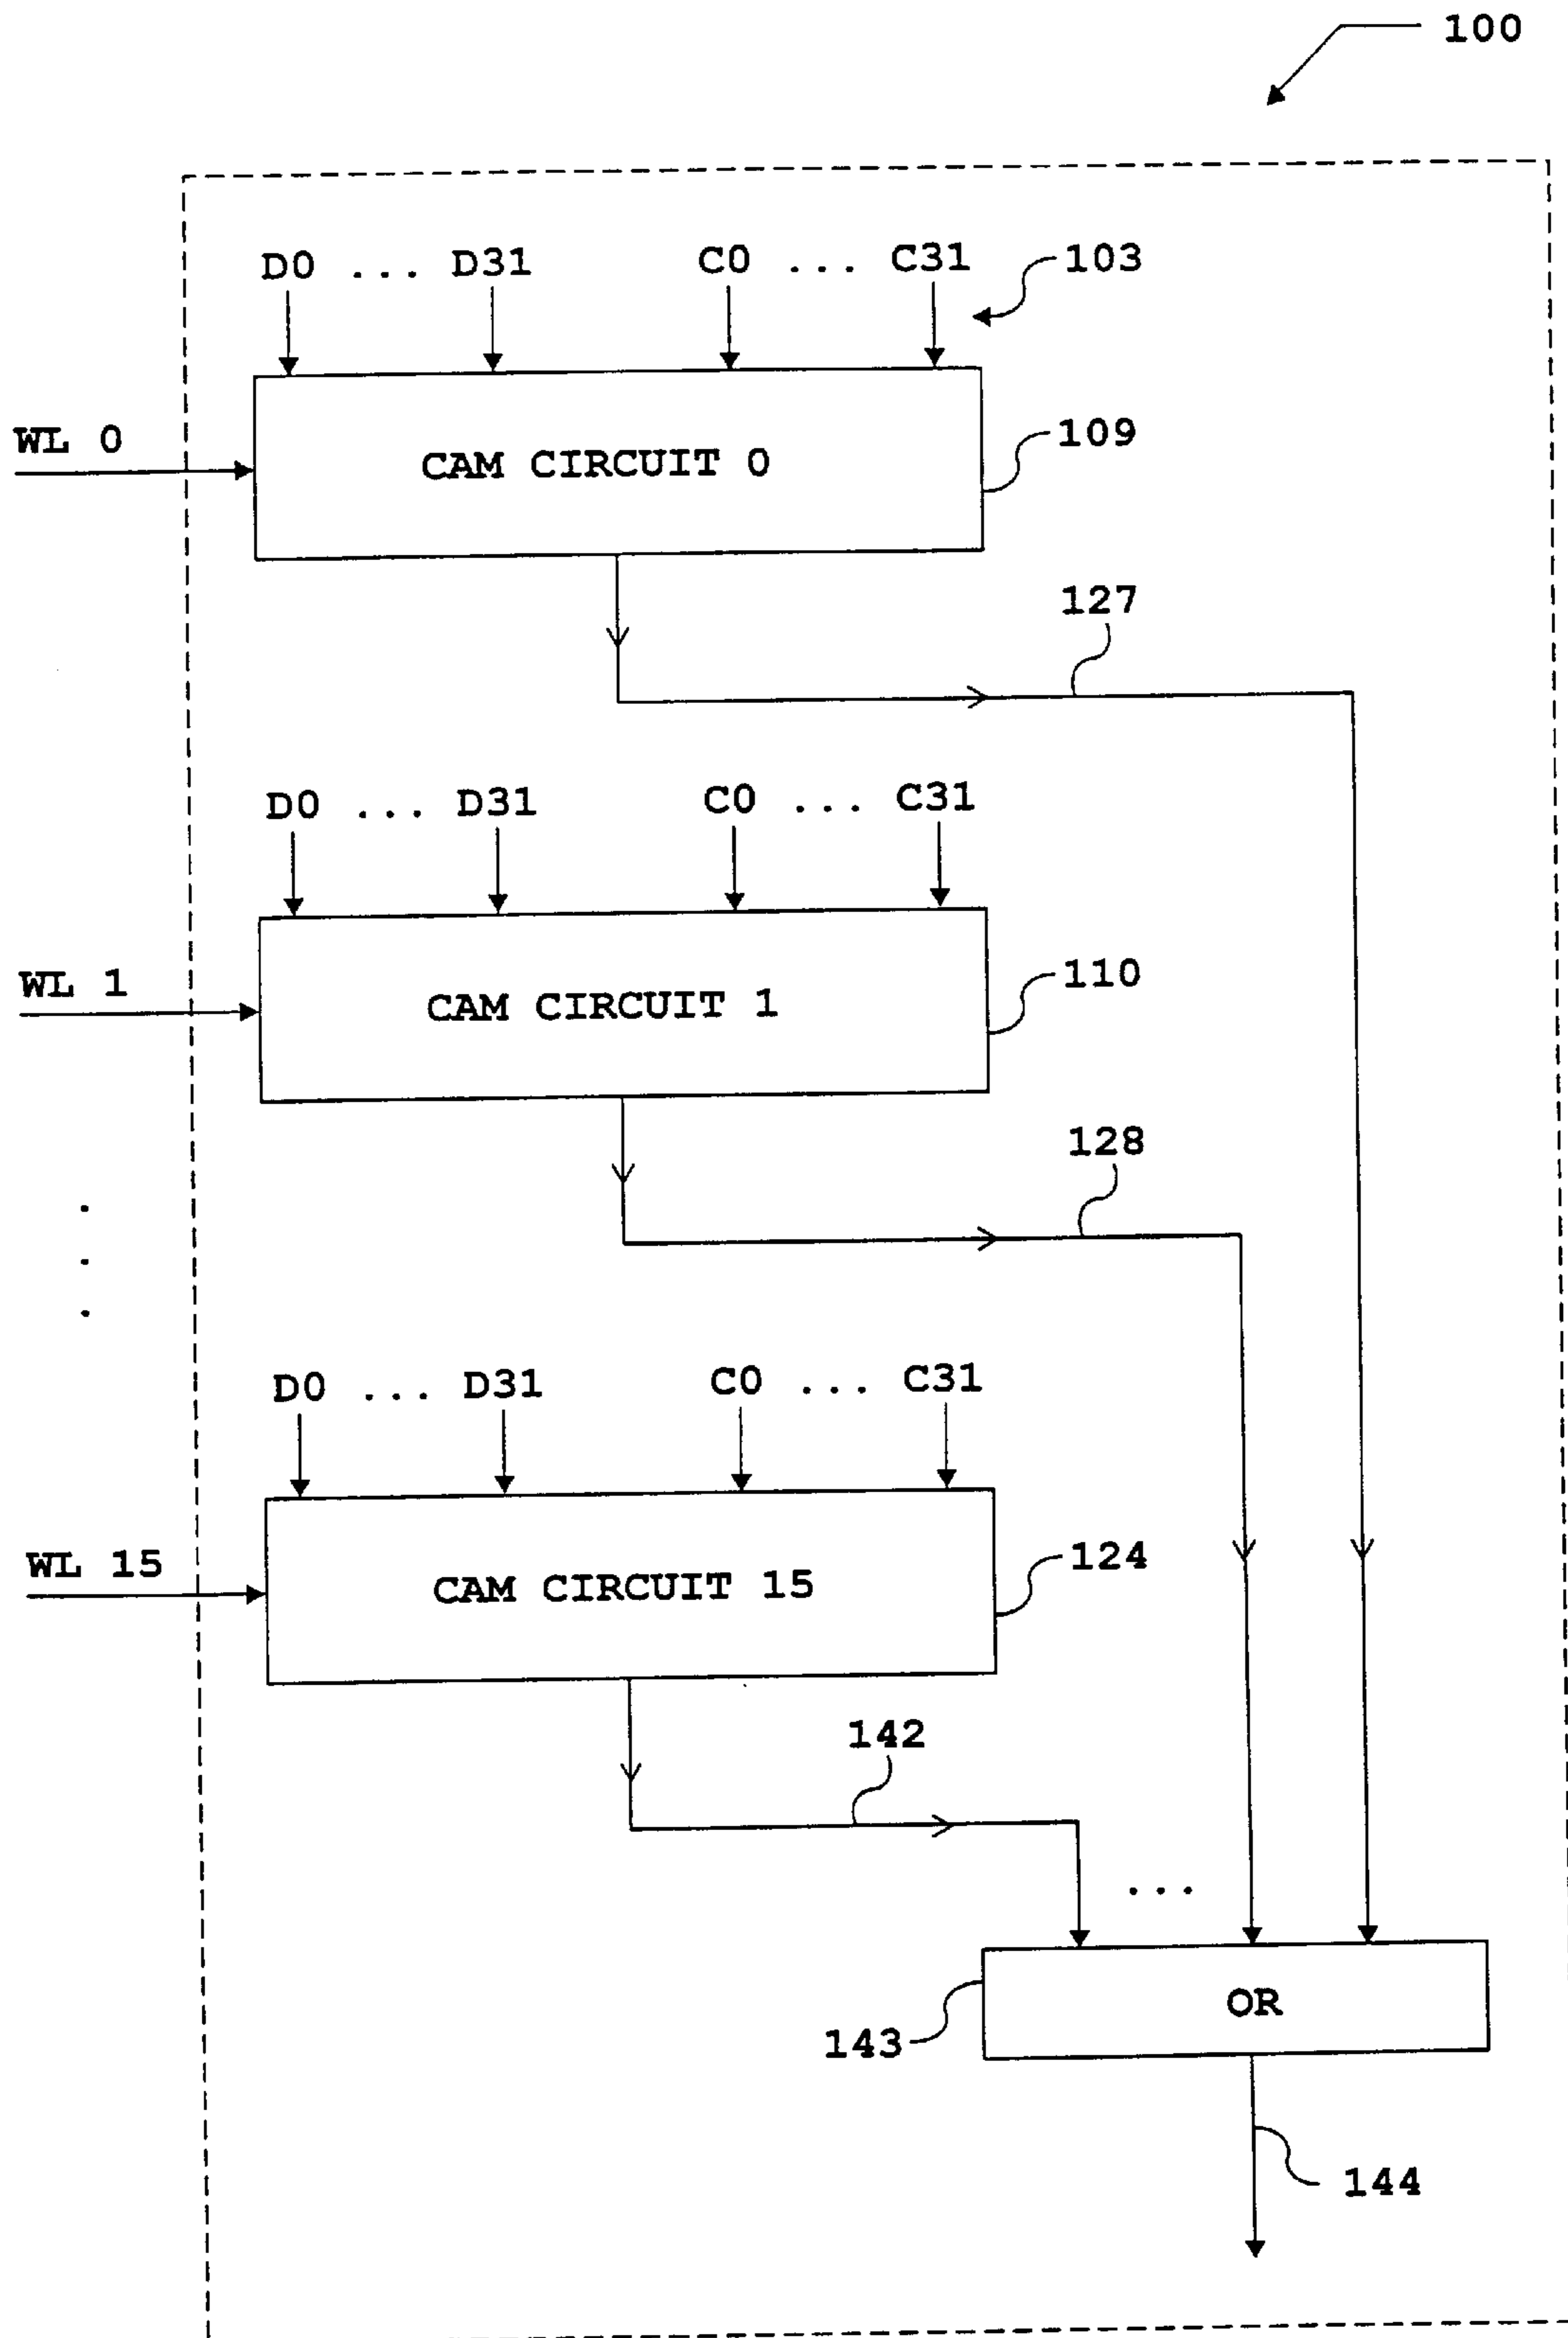 100
D0 ... D31 C0 ... C31 103
WL 0
CAM CIRCUIT 0
109
127
D0 ... D31 C0 ... C31
WL 1
CAM CIRCUIT 1
110
128
.
.
.
D0 ... D31 C0 ... C31
WL 15
CAM CIRCUIT 15
124
142
...
OR
143
144